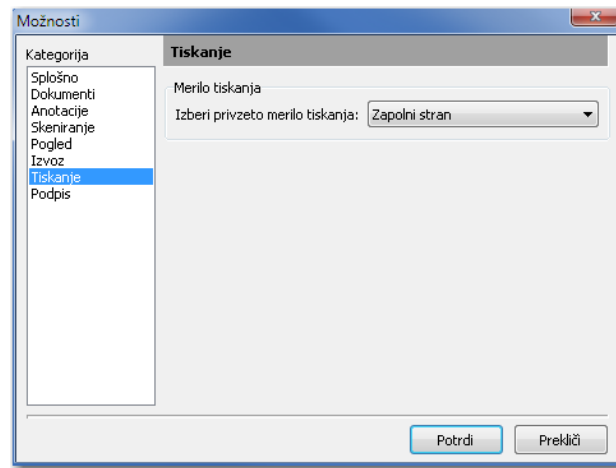 Možnosti
Kategorija
Splošno
Dokumenti
Anotacije
Skeniranje
Pogled
Izvoz
Tiskanje
Podpis
Tiskanje
Merilo tiskanja
Izberi privzeto merilo tiskanja: Zapolni stran
Potrdi Prekliči